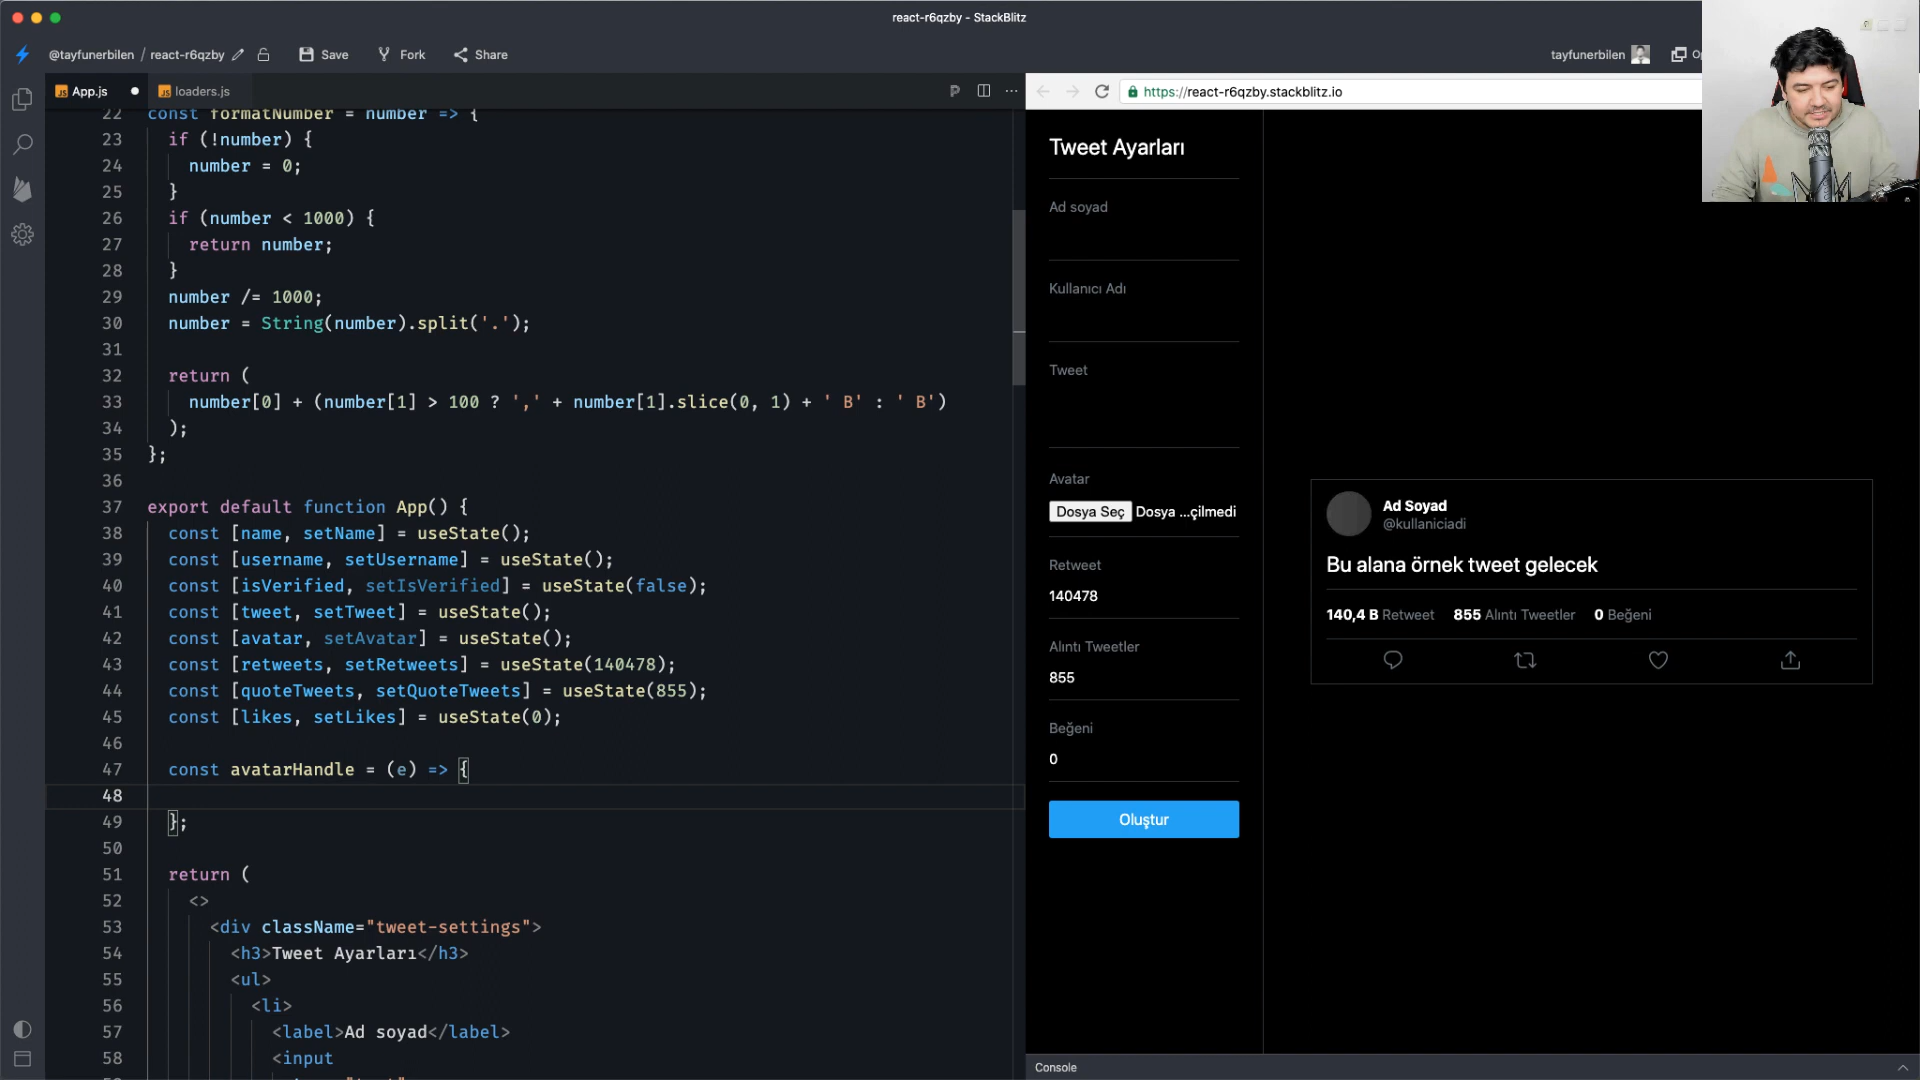 react-r6qzby - StackBlitz
@tayfunerbilen / react-r6qzby
Save
Fork
Share
tayfunerbilen
App.js
loaders.js
https://react-r6qzby.stackblitz.io
22 const formatNumber = number => {
23 if (!number) {
24 number = 0;
25 }
26 if (number < 1000) {
27 return number;
28 }
29 number /= 1000;
30 number = String(number).split('.');
31
32 return (
33 number[0] + (number[1] > 100 ? ',' + number[1].slice(0, 1) + ' B' : ' B')
34 );
35 };
36
37 export default function App() {
38 const [name, setName] = useState();
39 const [username, setUsername] = useState();
40 const [isVerified, setIsVerified] = useState(false);
41 const [tweet, setTweet] = useState();
42 const [avatar, setAvatar] = useState();
43 const [retweets, setRetweets] = useState(140478);
44 const [quoteTweets, setQuoteTweets] = useState(855);
45 const [likes, setLikes] = useState(0);
46
47 const avatarHandle = (e) => {
48
49 };
50
51 return (
52 <>
53 <div className="tweet-settings">
54 <h3>Tweet Ayarları</h3>
55 <ul>
56 <li>
57 <label>Ad soyad</label>
58 <input
Tweet Ayarları
Ad soyad
Kullanıcı Adı
Tweet
Avatar
Dosya Seç Dosya ...çilmedi
Retweet
140478
Alıntı Tweetler
855
Beğeni
0
Oluştur
Ad Soyad
@kullaniciadi
Bu alana örnek tweet gelecek
140,4 B Retweet 855 Alıntı Tweetler 0 Beğeni
Console